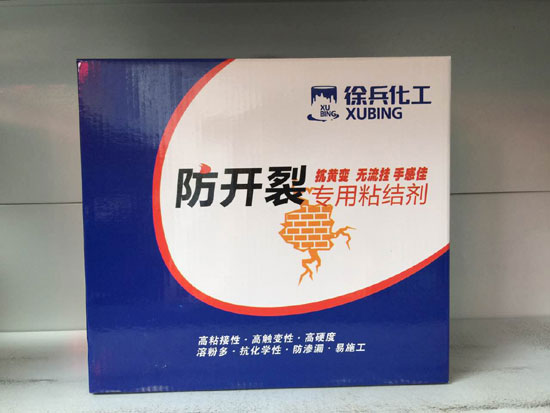 XU
BING
徐兵化工
XUBING
防开裂
抗黄变 无流挂 手感佳
专用粘结剂
高粘接性·高触变性·高硬度
溶粉多·抗化学性·防渗漏·易施工